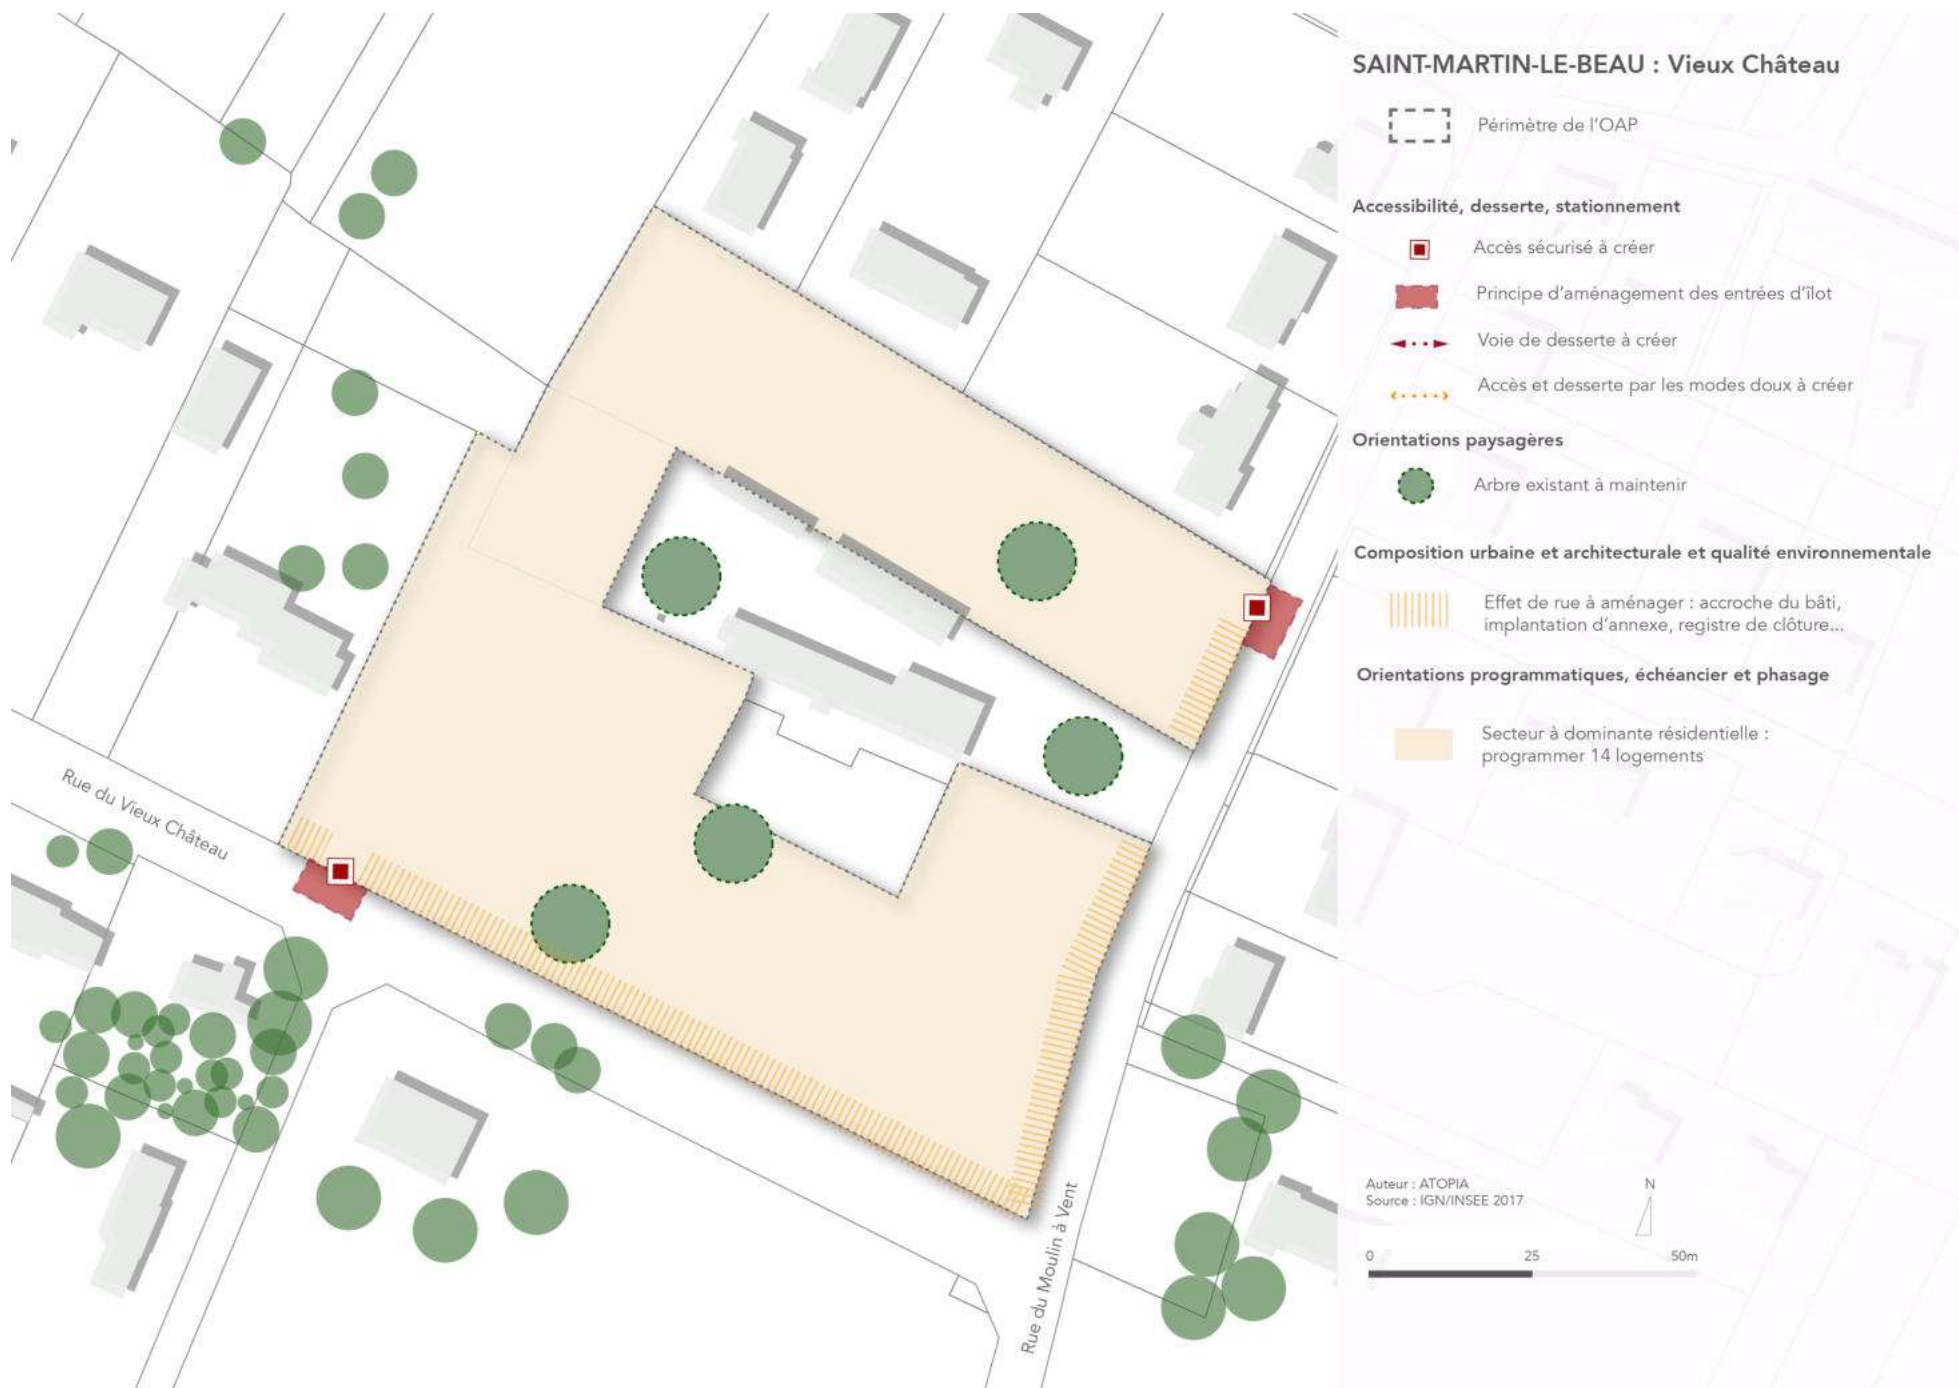 SAINT-MARTIN-LE-BEAU : Vieux Château
Périmètre de l'OAP
Accessibilité, desserte, stationnement
Accès sécurisé à créer
Principe d'aménagement des entrées d'îlot
Voie de desserte à créer
Accès et desserte par les modes doux à créer
Orientations paysagères
Arbre existant à maintenir
Composition urbaine et architecturale et qualité environnementale
Effet de rue à aménager : accroche du bâti,
implantation d'annexe, registre de clôture...
Orientations programmatiques, échéancier et phasage
Secteur à dominante résidentielle :
programmer 14 logements
Rue du Vieux Château
Rue du Moulin à Vent
Auteur : ATOPIA
Source : IGN/INSEE 2017
N
0 25 50m